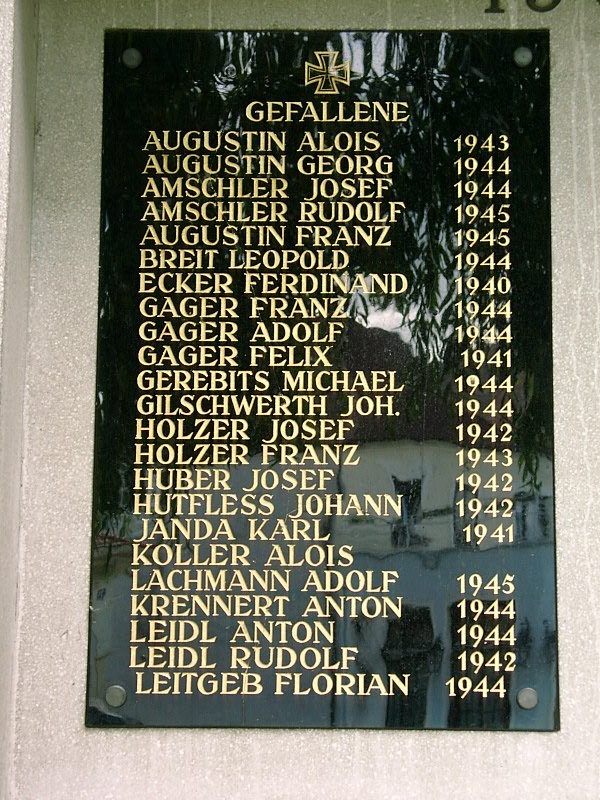 GEFALLENE
AUGUSTIN ALOIS 1943
AUGUSTIN GEORG 1944
AMSCHLER JOSEF 1944
AMSCHLER RUDOLF 1945
AUGUSTIN FRANZ 1945
BREIT LEOPOLD 1944
ECKER FERDINAND 1940
GAGER FRANZ 1944
GAGER ADOLF 1944
GAGER FELIX 1941
GEREBITS MICHAEL 1944
GILSCHWERTH JOH. 1944
HOLZER JOSEF 1942
HOLZER FRANZ 1943
HUBER JOSEF 1942
HUTFLESS JOHANN 1942
JANDA KARL 1941
KOLLER ALOIS
LACHMANN ADOLF 1945
KRENNERT ANTON 1944
LEIDL ANTON 1944
LEIDL RUDOLF 1942
LEITGEB FLORIAN 1944